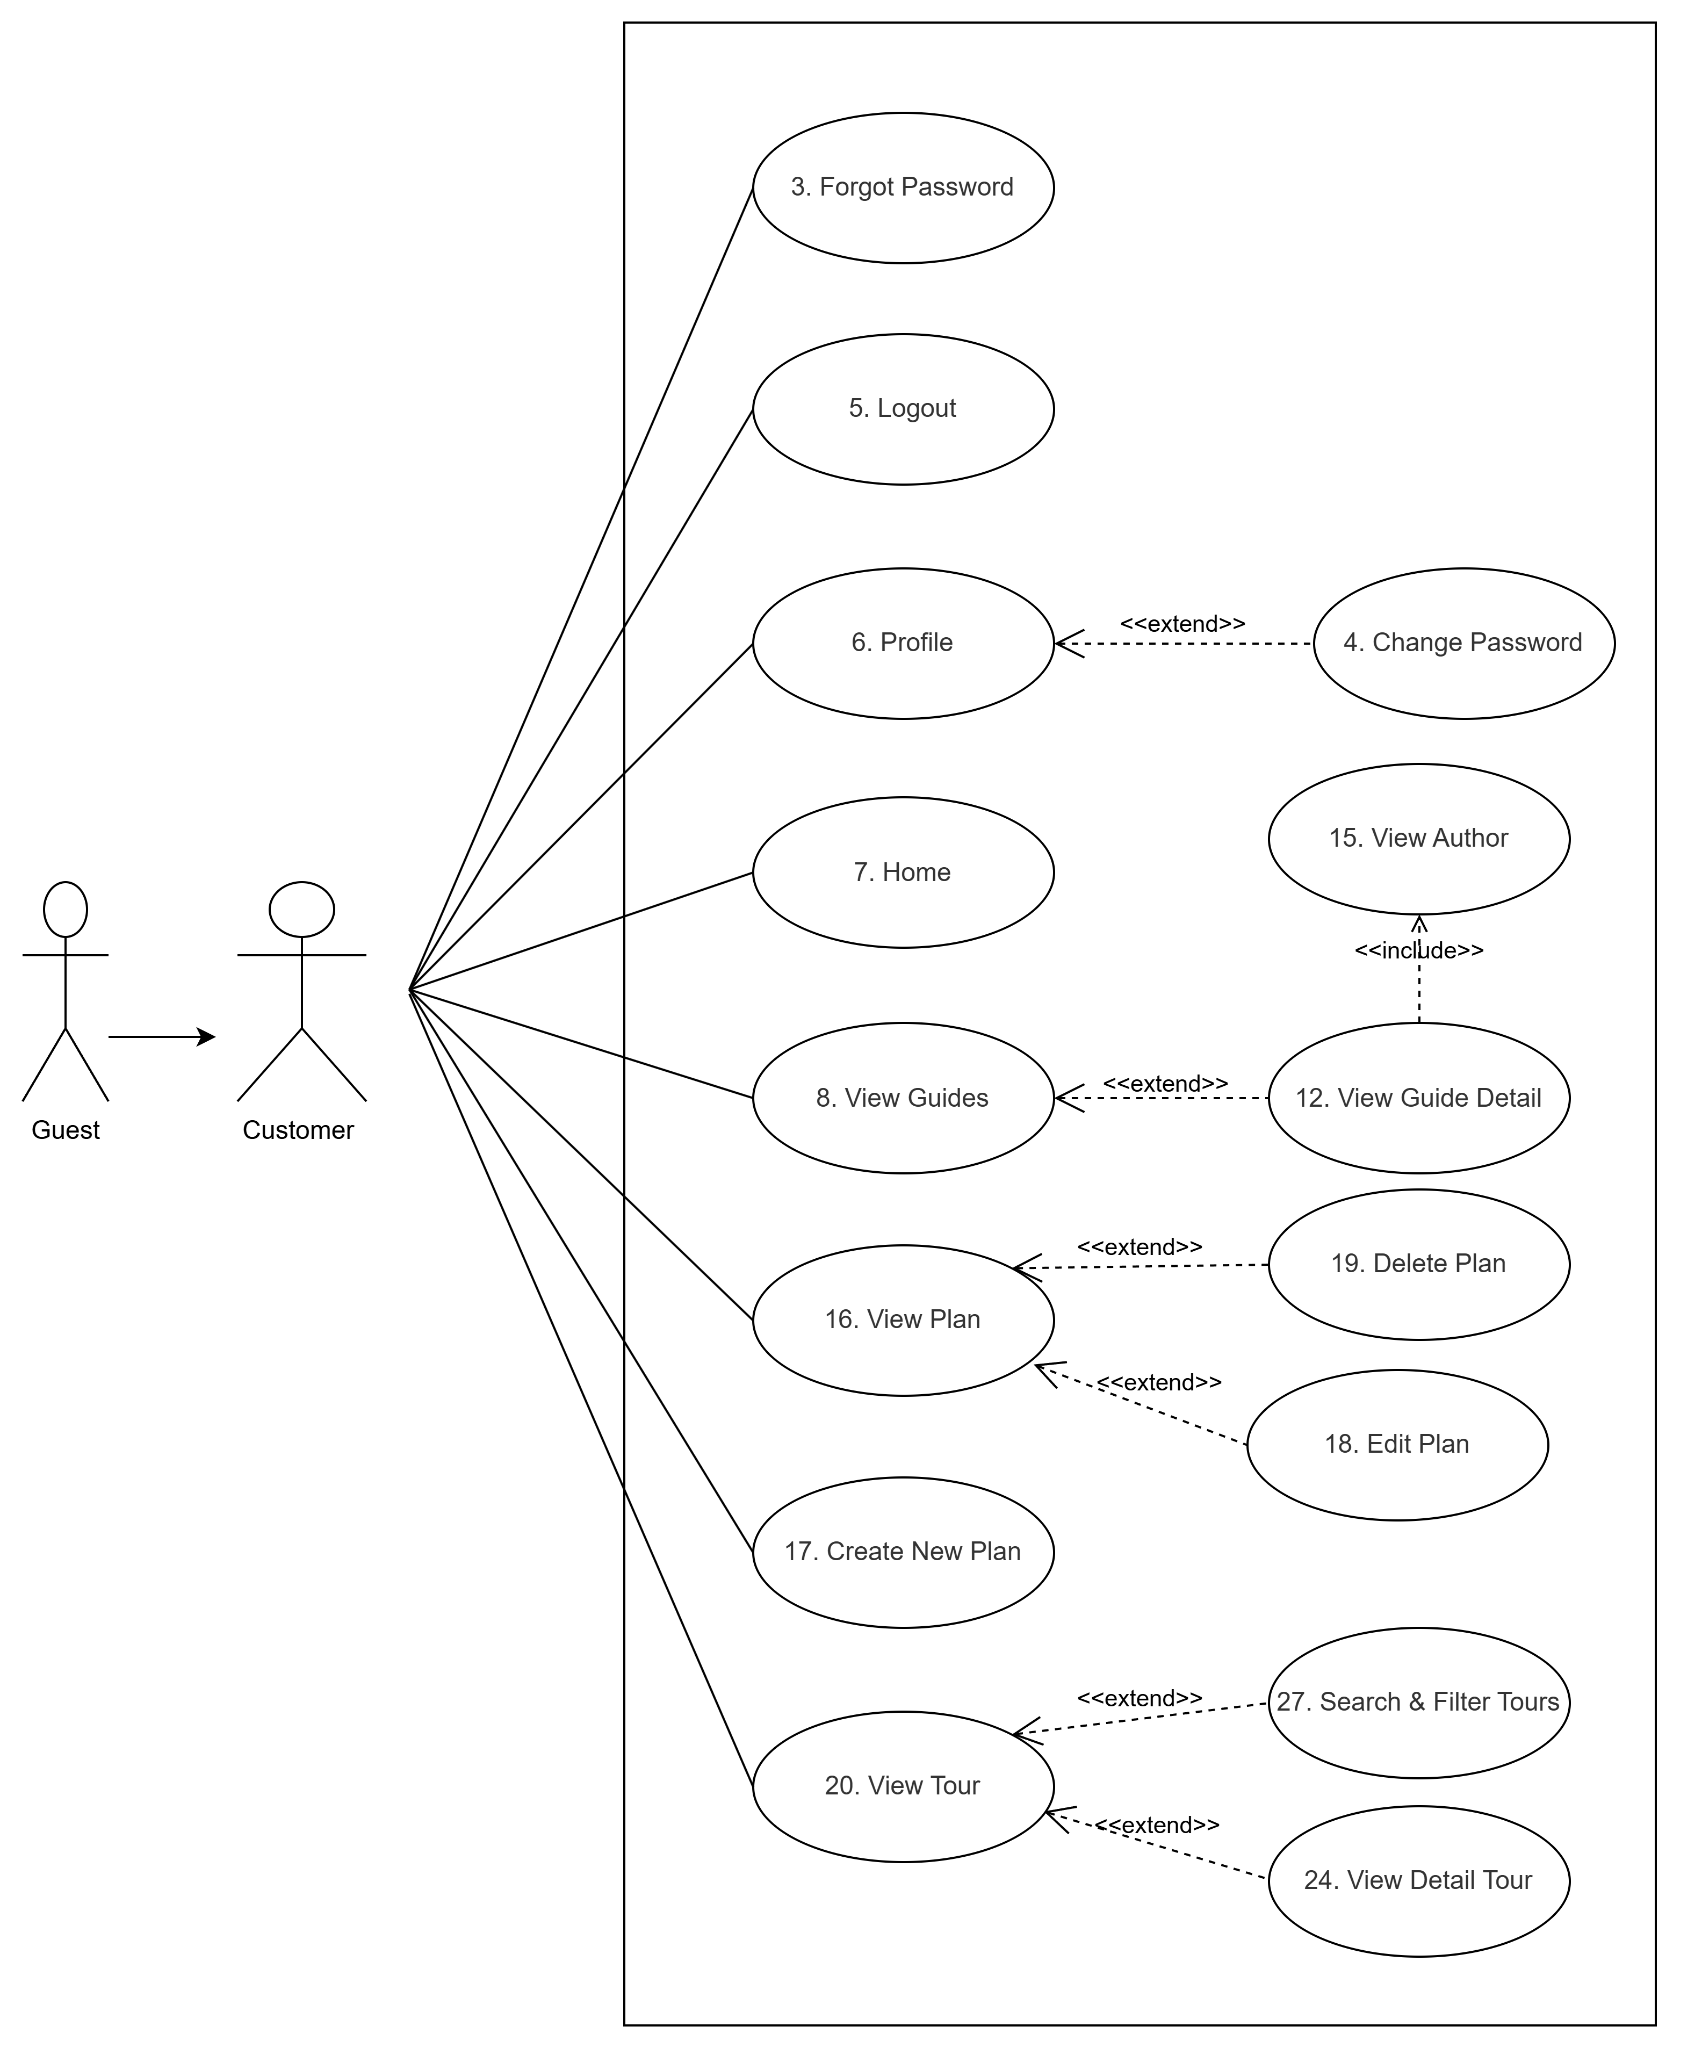 3. Forgot Password
5. Logout
6. Profile
<<extend>>
4. Change Password
7. Home
15. View Author
<<include>>
Guest
Customer
8. View Guides
<<extend>>
12. View Guide Detail
<<extend>>
19. Delete Plan
16. View Plan
<<extend>>
18. Edit Plan
17. Create New Plan
<<extend>>
27. Search & Filter Tours
20. View Tour
<<extend>>
24. View Detail Tour